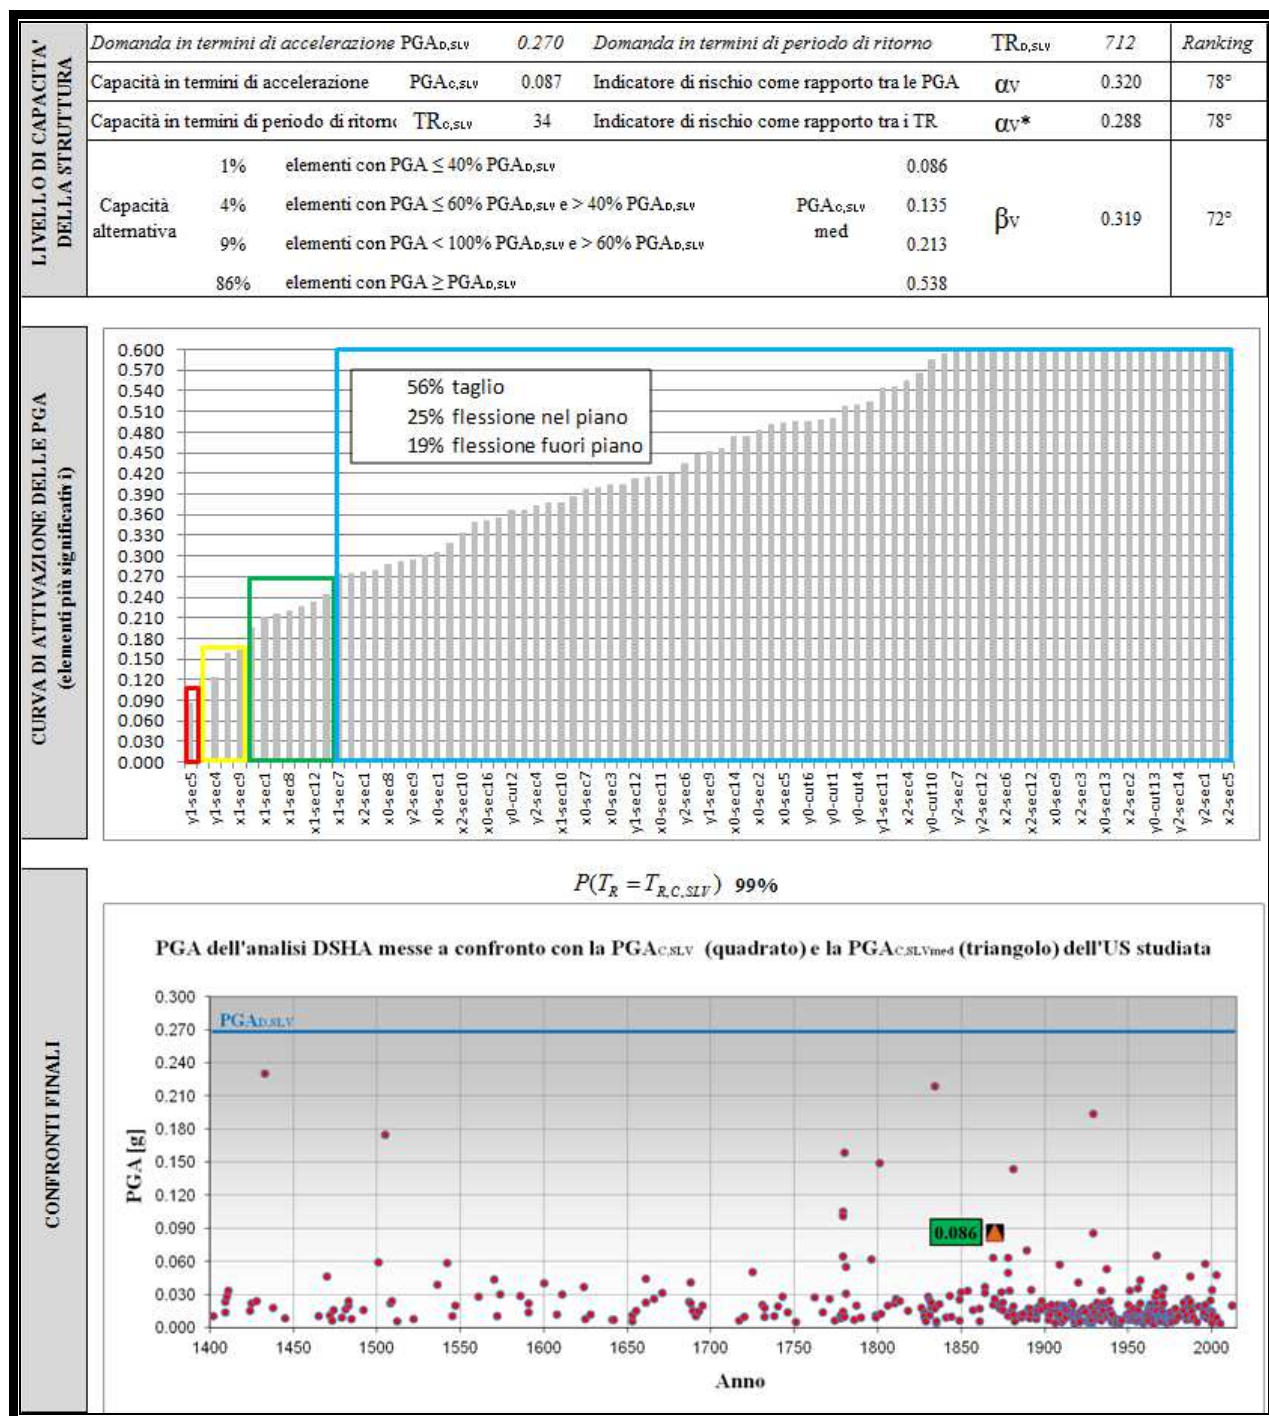 LIVELLO DI CAPACITA' DELLA STRUTTURA
Domanda in termini di accelerazione PGAD,SLV 0.270 Domanda in termini di periodo di ritorno TRD,SLV 712 Ranking
Capacità in termini di accelerazione PGAC,SLV 0.087 Indicatore di rischio come rapporto tra le PGA αV 0.320 78°
Capacità in termini di periodo di ritorno TRC,SLV 34 Indicatore di rischio come rapporto tra i TR αV* 0.288 78°
Capacità alternativa
1% elementi con PGA ≤ 40% PGAD,SLV 0.086
4% elementi con PGA ≤ 60% PGAD,SLV e > 40% PGAD,SLV 0.135
9% elementi con PGA < 100% PGAD,SLV e > 60% PGAD,SLV 0.213
86% elementi con PGA ≥ PGAD,SLV 0.538
PGAC,SLV med
βV 0.319 72°
CURVA DI ATTIVAZIONE DELLE PGA
(elementi più significativi)
0.600
0.570
0.540
0.510
0.480
0.450
0.420
0.390
0.360
0.330
0.300
0.270
0.240
0.210
0.180
0.150
0.120
0.090
0.060
0.030
0.000
56% taglio
25% flessione nel piano
19% flessione fuori piano
y1-sec5
y1-sec4
x1-sec9
x1-sec1
x1-sec8
x1-sec12
x1-sec7
x2-sec1
x0-sec8
y2-sec9
x0-sec1
x2-sec10
x0-sec16
y0-cut2
y2-sec4
x1-sec10
x0-sec7
x0-sec3
y1-sec12
x0-sec11
y2-sec6
y1-sec9
x0-sec14
x0-sec2
x0-sec5
y0-cut6
y0-cut1
y0-cut4
y1-sec11
x2-sec4
y0-cut10
y2-sec7
y2-sec12
x2-sec6
x2-sec12
x0-sec9
x2-sec3
x0-sec13
x2-sec2
y0-cut13
y2-sec14
y2-sec1
x2-sec5
CONFRONTI FINALI
P(TR = TR,C,SLV) 99%
PGA dell'analisi DSHA messe a confronto con la PGAC,SLV (quadrato) e la PGAC,SLVmed (triangolo) dell'US studiata
PGA [g]
0.300
0.270
0.240
0.210
0.180
0.150
0.120
0.090
0.060
0.030
0.000
PGAD,SLV
0.086
1400 1450 1500 1550 1600 1650 1700 1750 1800 1850 1900 1950 2000
Anno